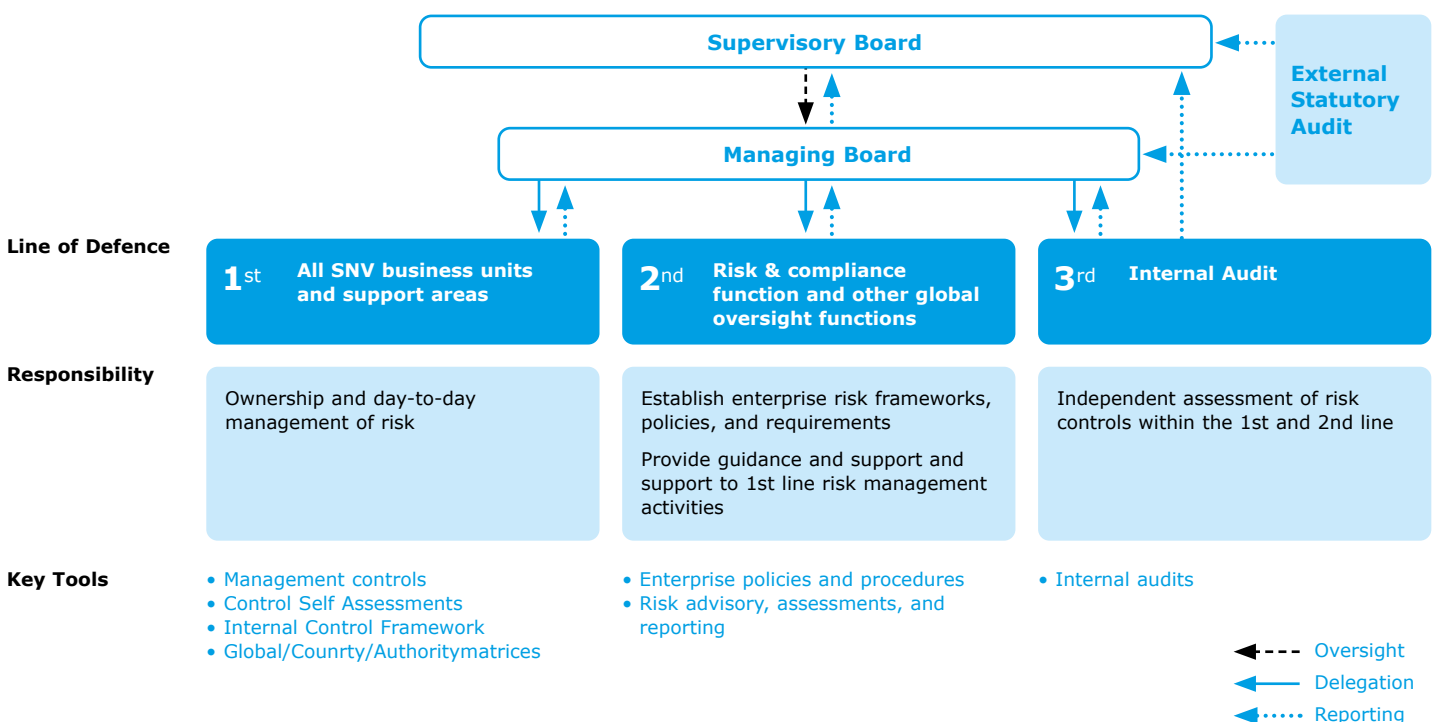 Supervisory Board
External
Statutory
Audit
Managing Board
Line of Defence
1st
All SNV business units
and support areas
2nd
Risk & compliance
function and other global
oversight functions
3rd
Internal Audit
Responsibility
Ownership and day-to-day
management of risk
Establish enterprise risk frameworks,
policies, and requirements
Provide guidance and support and
support to 1st line risk management
activities
Independent assessment of risk
controls within the 1st and 2nd line
Key Tools
• Management controls
• Control Self Assessments
• Internal Control Framework
• Global/Counrty/Authoritymatrices
• Enterprise policies and procedures
• Risk advisory, assessments, and
reporting
• Internal audits
Oversight
Delegation
Reporting